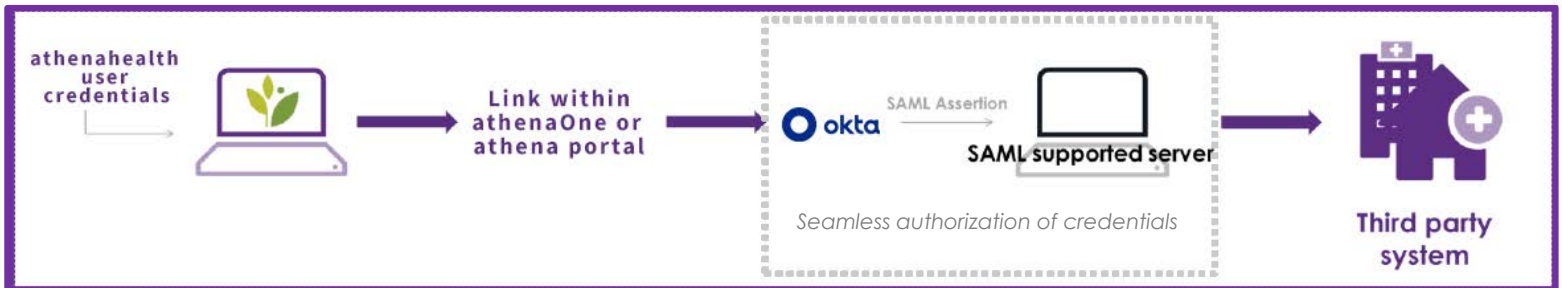 athenahealth
user
credentials
Link within
athenaOne or
athena portal
okta
SAML Assertion
SAML supported server
Seamless authorization of credentials
Third party
system